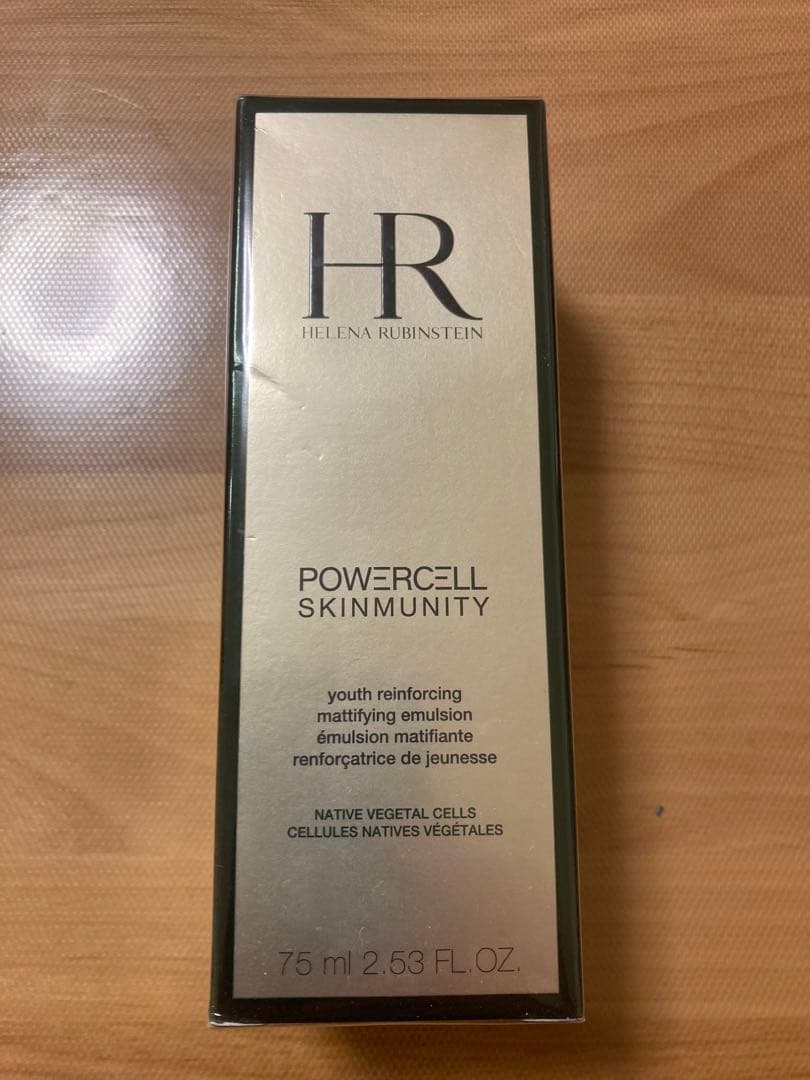 HR
HELENA RUBINSTEIN
POWERCELL
SKINMUNITY
youth reinforcing
mattifying emulsion
émulsion matifiante
renforçatrice de jeunesse
NATIVE VEGETAL CELLS
CELLULES NATIVES VÉGÉTALES
75 ml 2.53 FL.OZ.